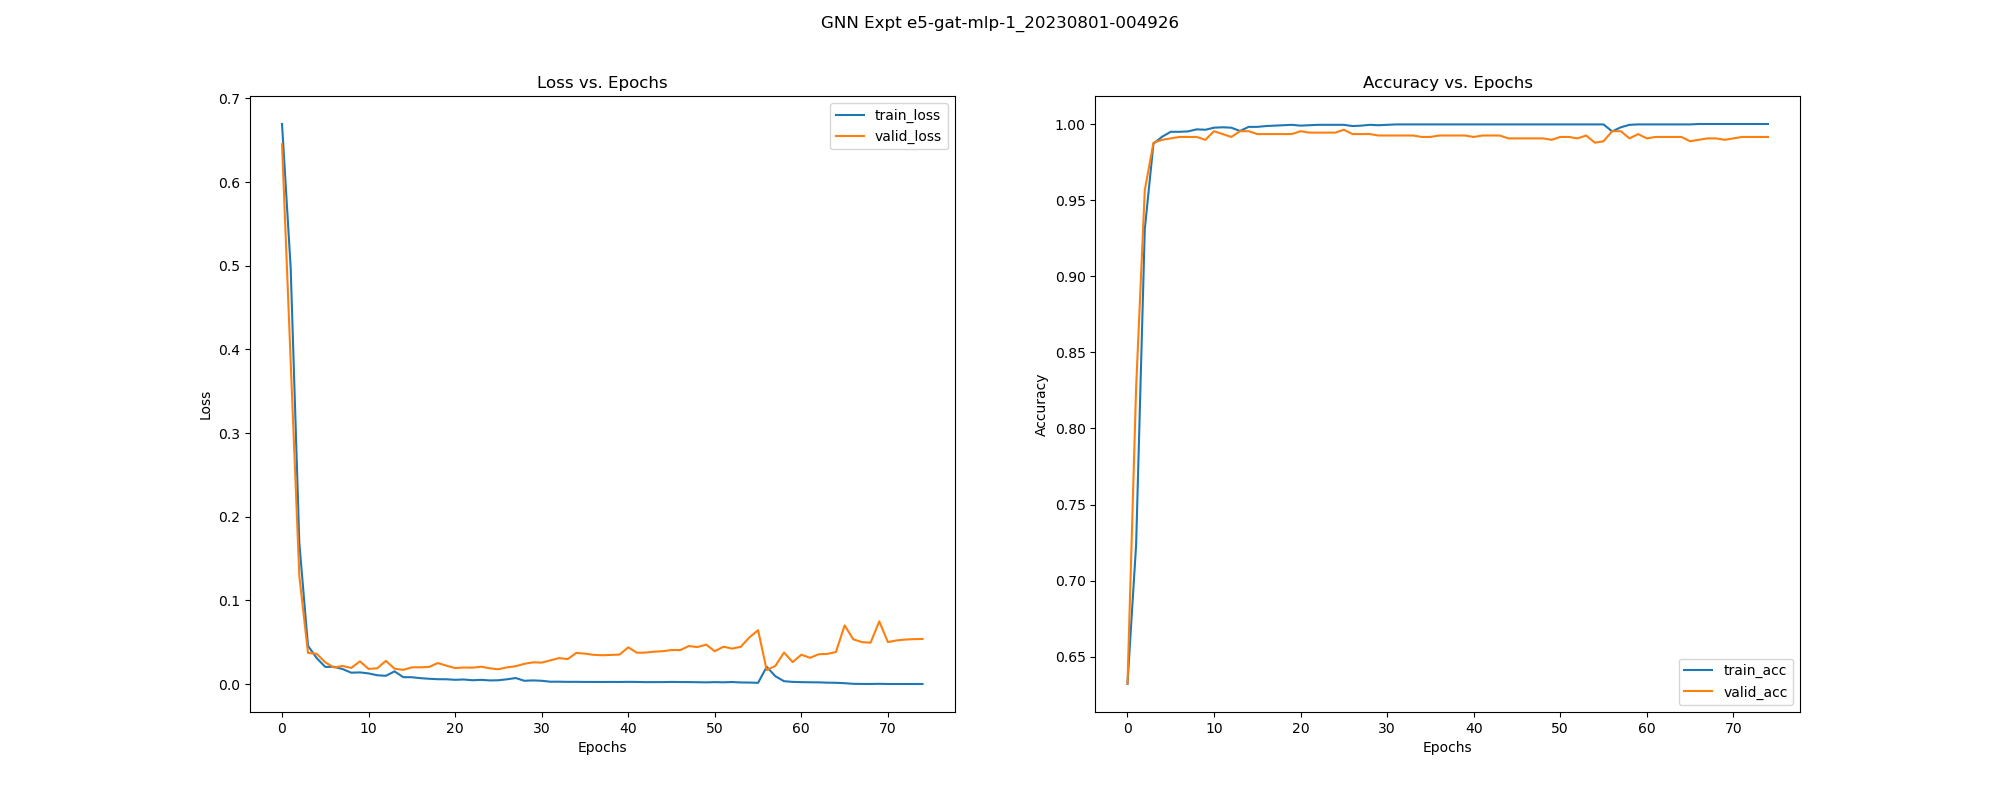 GNN Expt e5-gat-mlp-1_20230801-004926
Loss vs. Epochs
0.7
0.6
0.5
0.4
0.3
0.2
0.1
0.0
Loss
0 10 20 30 40 50 60 70
Epochs
train_loss
valid_loss
Accuracy vs. Epochs
1.00
0.95
0.90
0.85
0.80
0.75
0.70
0.65
Accuracy
0 10 20 30 40 50 60 70
Epochs
train_acc
valid_acc